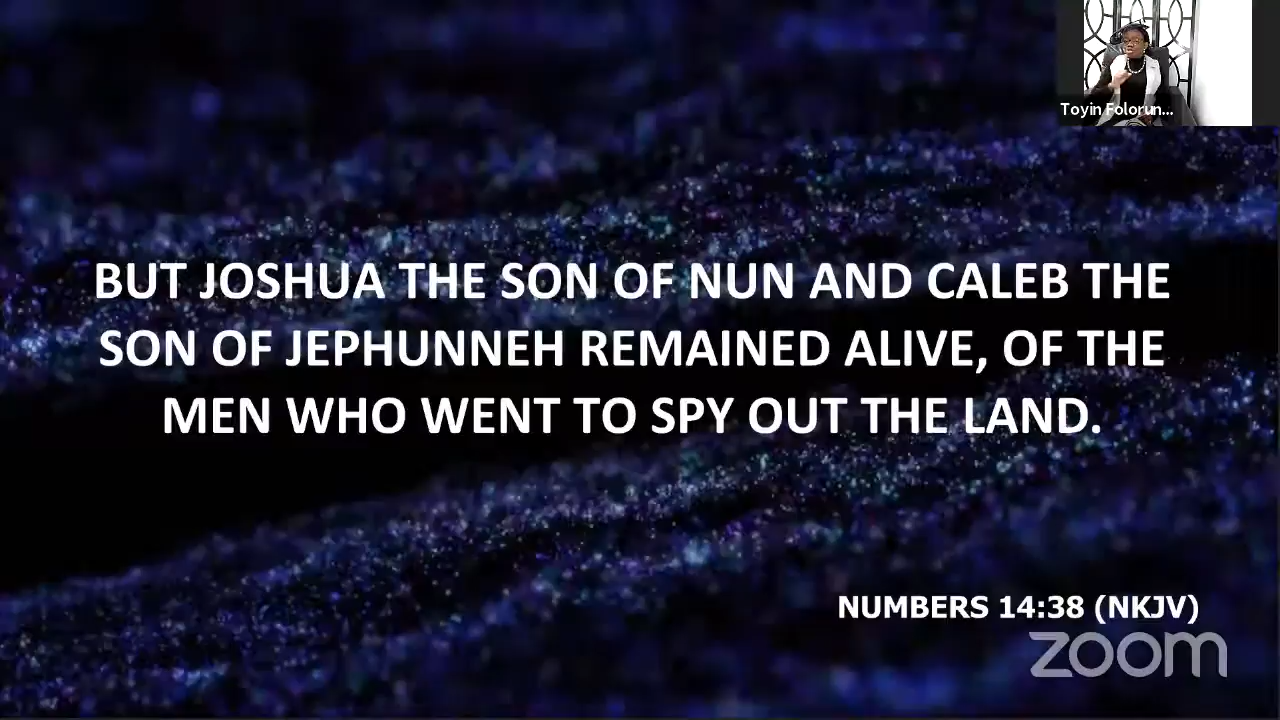 Toyin Folorun...
BUT JOSHUA THE SON OF NUN AND CALEB THE
SON OF JEPHUNNEH REMAINED ALIVE, OF THE
MEN WHO WENT TO SPY OUT THE LAND.
NUMBERS 14:38 (NKJV)
zoom